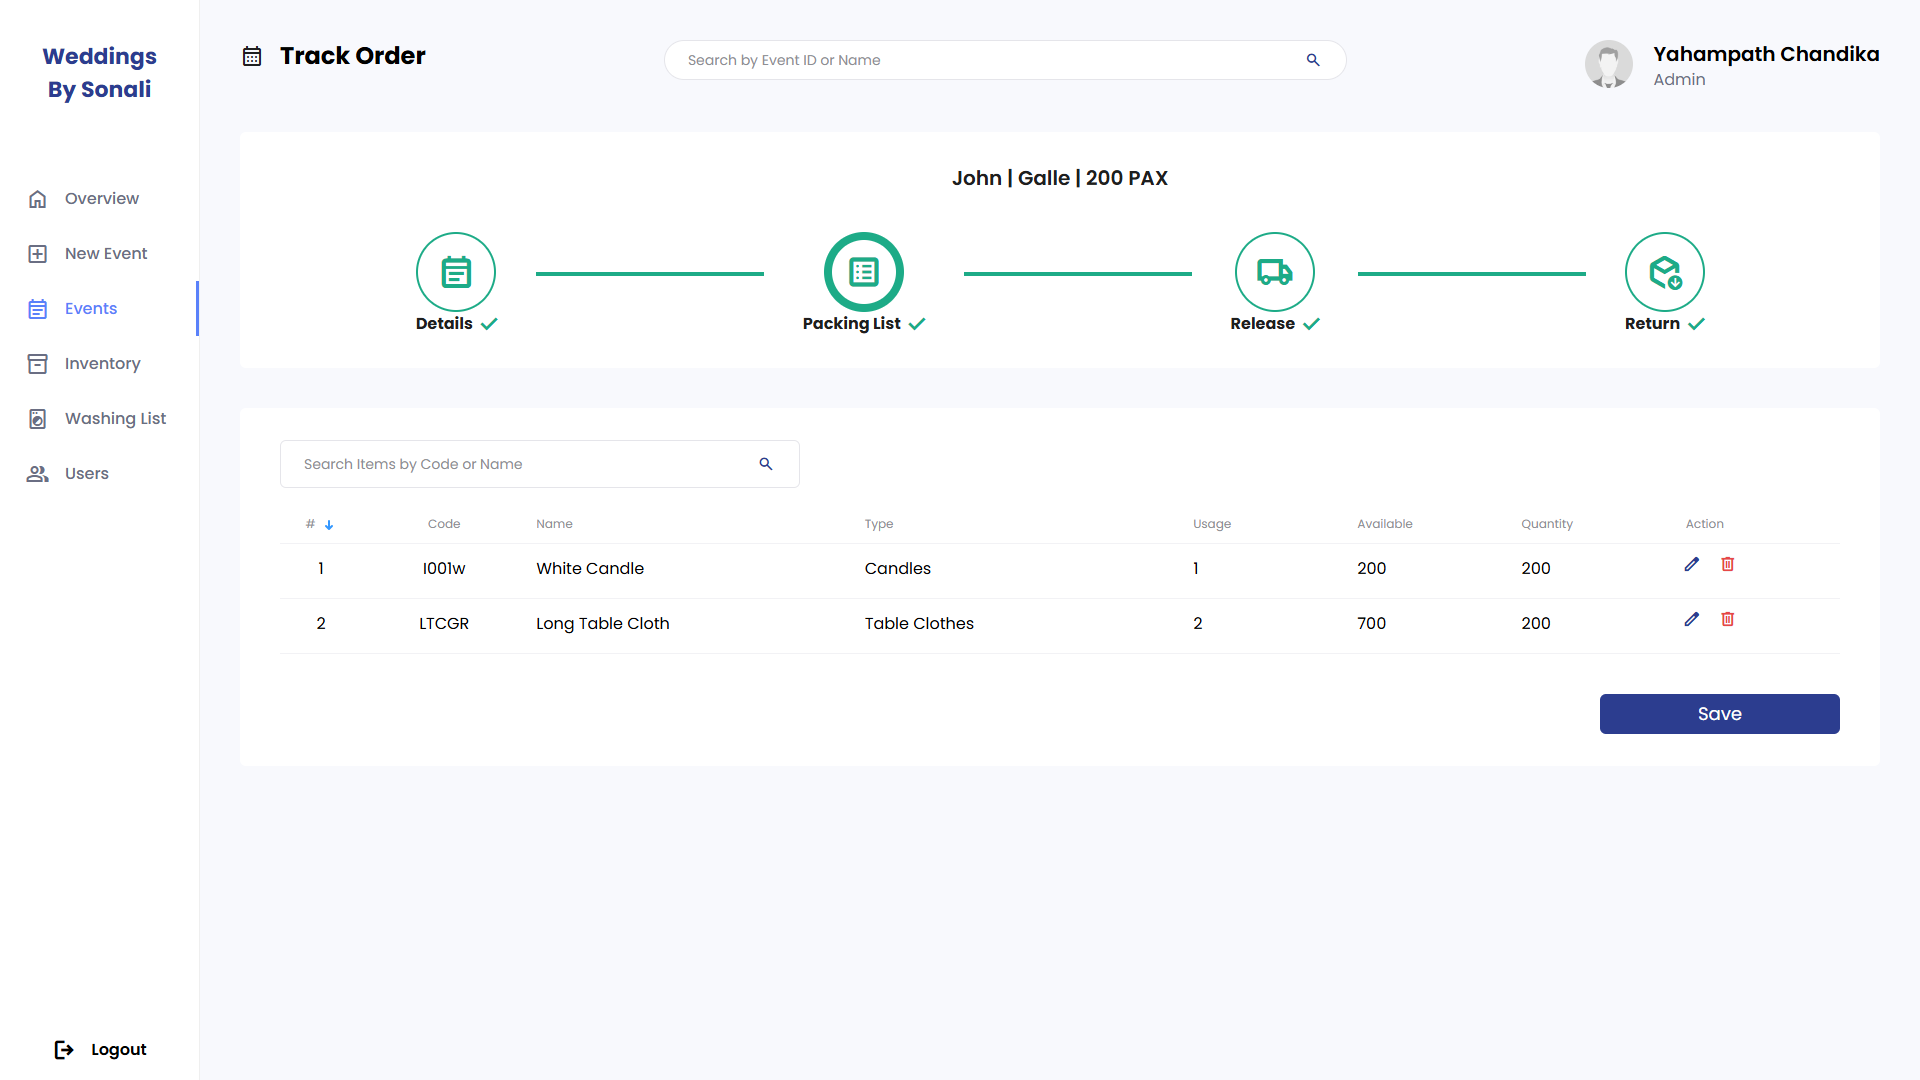 Weddings
By Sonali
Overview
New Event
Events
Inventory
Washing List
Users
Logout
Track Order
Search by Event ID or Name
Yahampath Chandika
Admin
John | Galle | 200 PAX
Details
Packing List
Release
Return
Search Items by Code or Name
# Code Name Type Usage Available Quantity Action
1 I001w White Candle Candles 1 200 200
2 LTCGR Long Table Cloth Table Clothes 2 700 200
Save